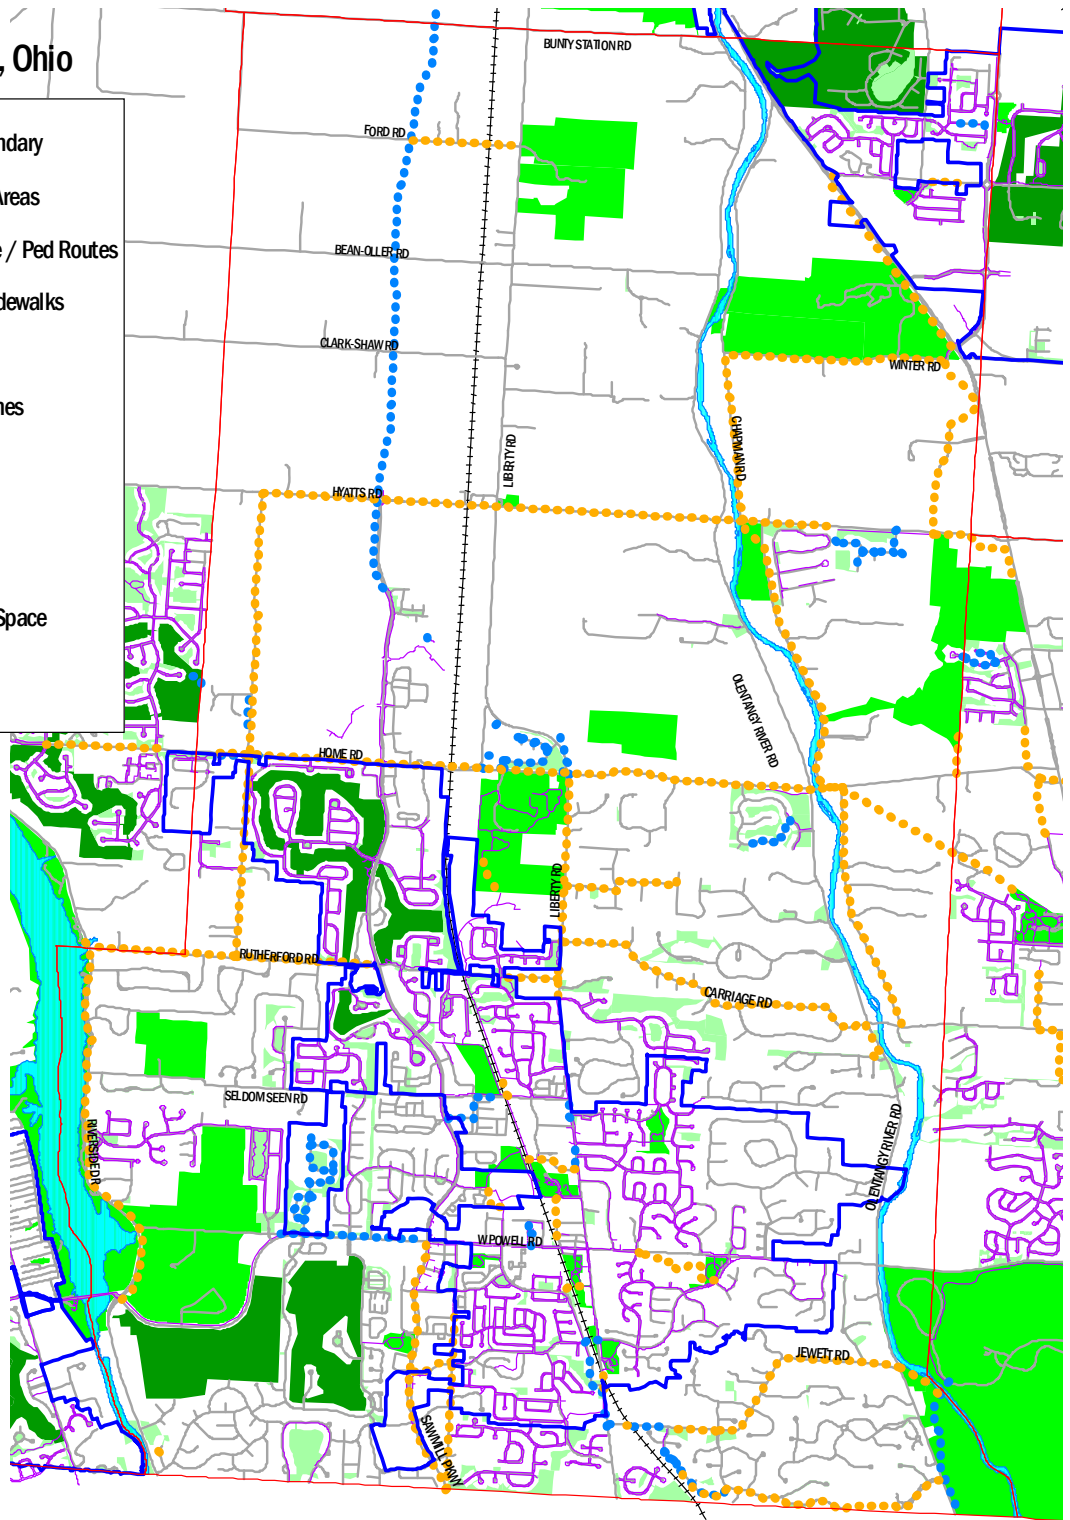 , Ohio
ndary
Areas
e / Ped Routes
dewalks
nes
Space
BUNTY STATION RD
FORD RD
BEAN-OLLER RD
CLARK-SHAW RD
WINTER RD
LIBERTY RD
CHAPMAN RD
HYATTS RD
OLENTANGY RIVER RD
HOME RD
LIBERTY RD
RUTHERFORD RD
CARRIAGE RD
SELDOM SEEN RD
RIVERSIDE DR
OLENTANGY RIVER RD
W POWELL RD
JEWETT RD
SAWMILL PKWY